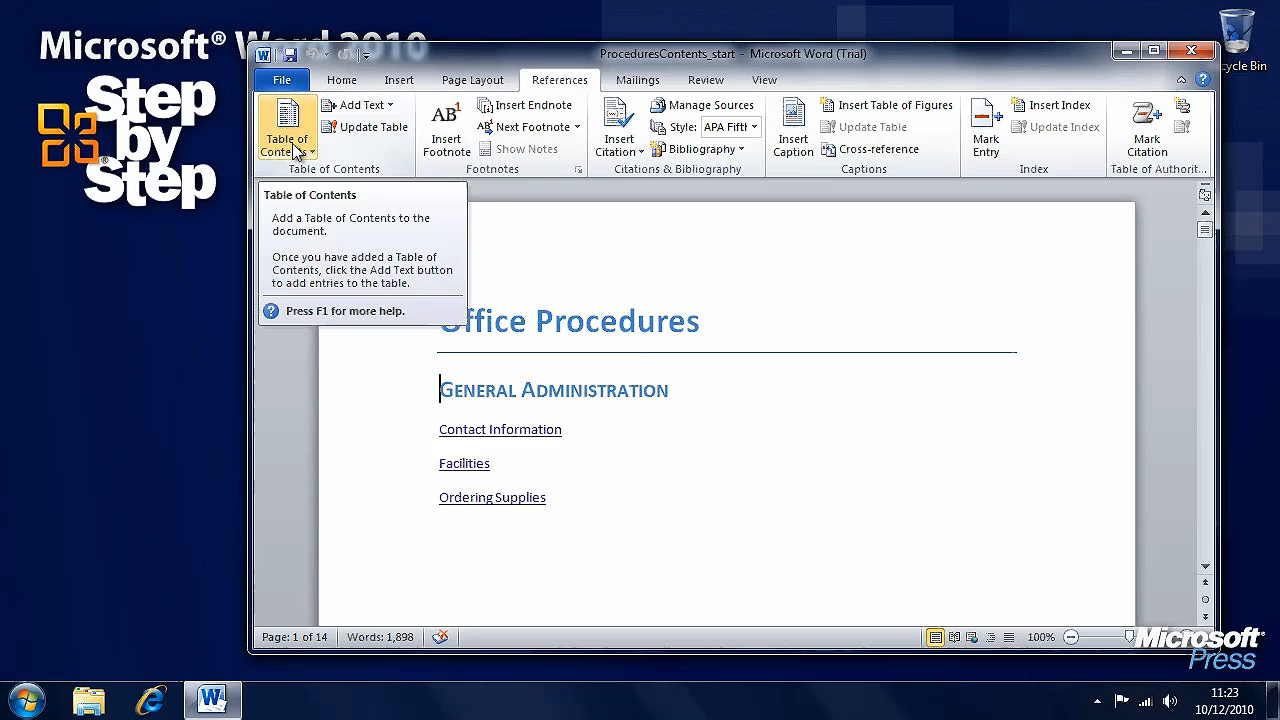 Microsoft® Word 2010
Step
by
Step
®
ProceduresContents_start - Microsoft Word (Trial)
cycle Bin
File Home Insert Page Layout References Mailings Review View
Table of Contents
Add Text
Update Table
Table of Contents
AB¹
Insert Footnote
Insert Endnote
Next Footnote
Show Notes
Footnotes
Insert Citation
Manage Sources
Style: APA Fifth
Bibliography
Citations & Bibliography
Insert Caption
Insert Table of Figures
Update Table
Cross-reference
Captions
Mark Entry
Insert Index
Update Index
Index
Mark Citation
Table of Authorit...
Table of Contents
Add a Table of Contents to the
document.
Once you have added a Table of
Contents, click the Add Text button
to add entries to the table.
Press F1 for more help.
Office Procedures
General Administration
Contact Information
Facilities
Ordering Supplies
Page: 1 of 14 Words: 1,898 100%
Microsoft®
Press
11:23
10/12/2010